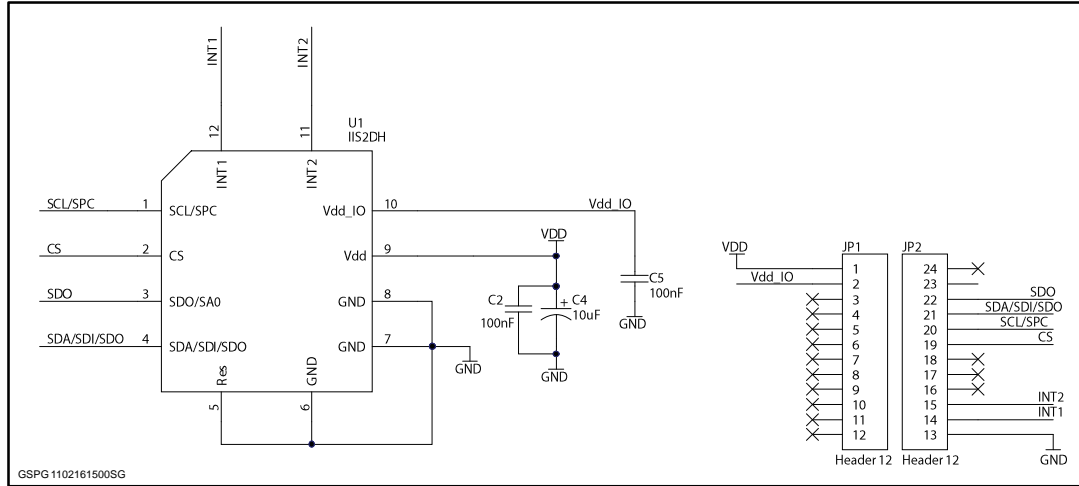 INT1
INT2
12
11
U1
IIS2DH
INT1
INT2
SCL/SPC 1 SCL/SPC
CS 2 CS
SDO 3 SDO/SA0
SDA/SDI/SDO 4 SDA/SDI/SDO
Vdd_IO 10 Vdd_IO
Vdd 9
GND 8
GND 7
Res
GND
5
6
VDD
C2
100nF
+ C4
10uF
GND
GND
C5
100nF
GND
VDD
Vdd_IO
JP1
1
2
3
4
5
6
7
8
9
10
11
12
Header 12
JP2
24
23
22 SDO
21 SDA/SDI/SDO
20 SCL/SPC
19 CS
18
17
16
15 INT2
14 INT1
13
GND
Header 12
GSPG1102161500SG